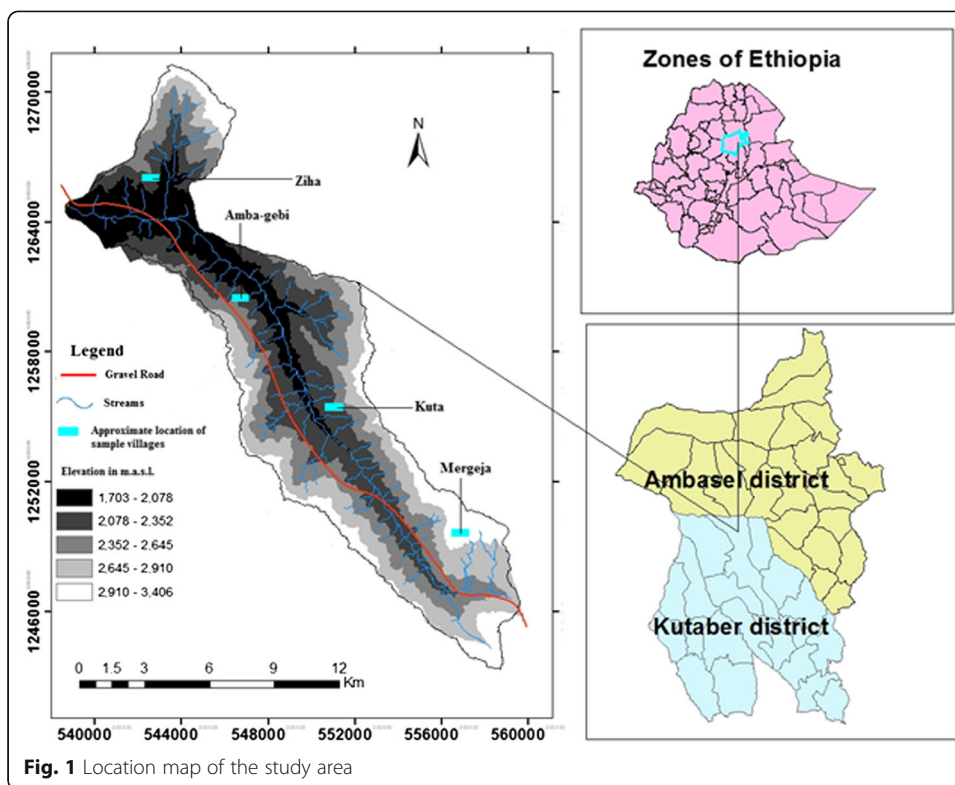 Zones of Ethiopia
N
Ziha
Amba-gebi
Kuta
Mergeja
1270000
1264000
1258000
1252000
1246000
Legend
Gravel Road
Streams
Approximate location of
sample villages
Elevation in m.a.s.l.
1,703 - 2,078
2,078 - 2,352
2,352 - 2,645
2,645 - 2,910
2,910 - 3,406
0 1.5 3 6 9 12
Km
540000 544000 548000 552000 556000 560000
Ambasel district
Kutaber district
Fig. 1 Location map of the study area